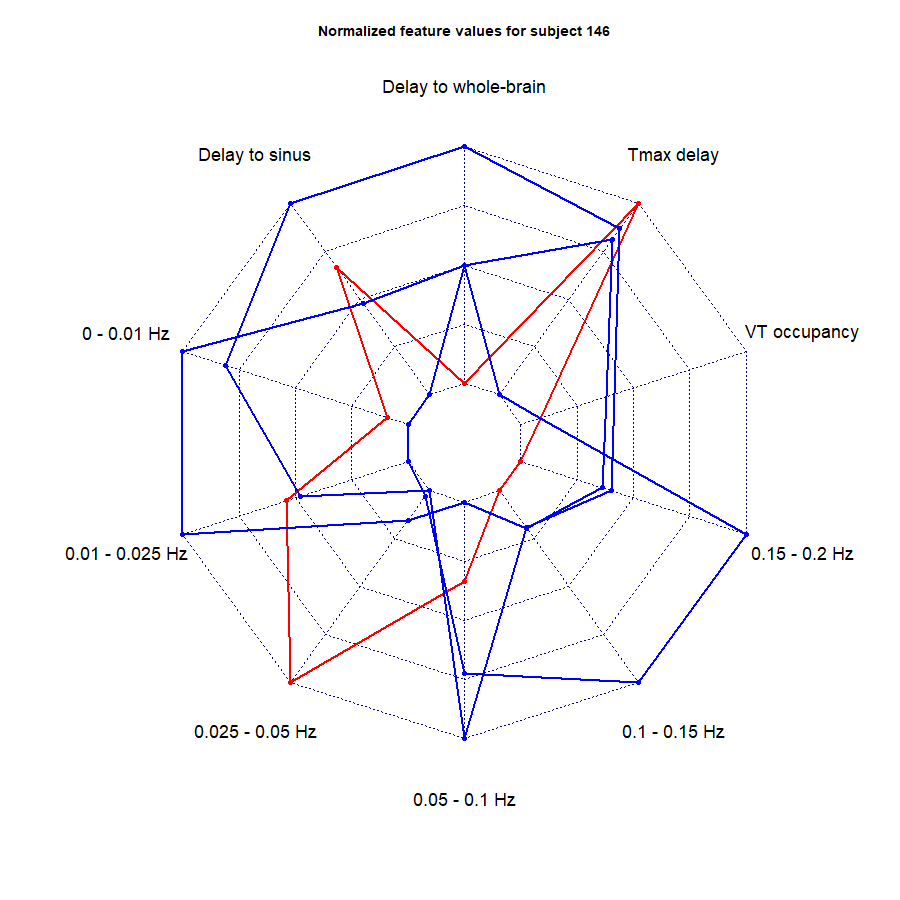 Normalized feature values for subject 146
Delay to whole-brain
Delay to sinus
Tmax delay
0 - 0.01 Hz
VT occupancy
0.01 - 0.025 Hz
0.15 - 0.2 Hz
0.025 - 0.05 Hz
0.1 - 0.15 Hz
0.05 - 0.1 Hz